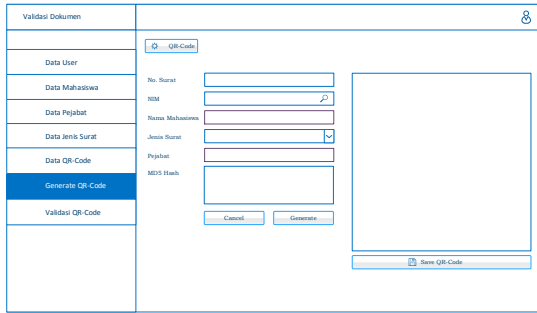 Validasi Dokumen
QR-Code
Data User
Data Mahasiswa
Data Pejabat
Data Jenis Surat
Data QR-Code
Generate QR-Code
Validasi QR-Code
No. Surat
NIM
Nama Mahasiswa
Jenis Surat
Pejabat
MD5 Hash
Cancel
Generate
Save QR-Code